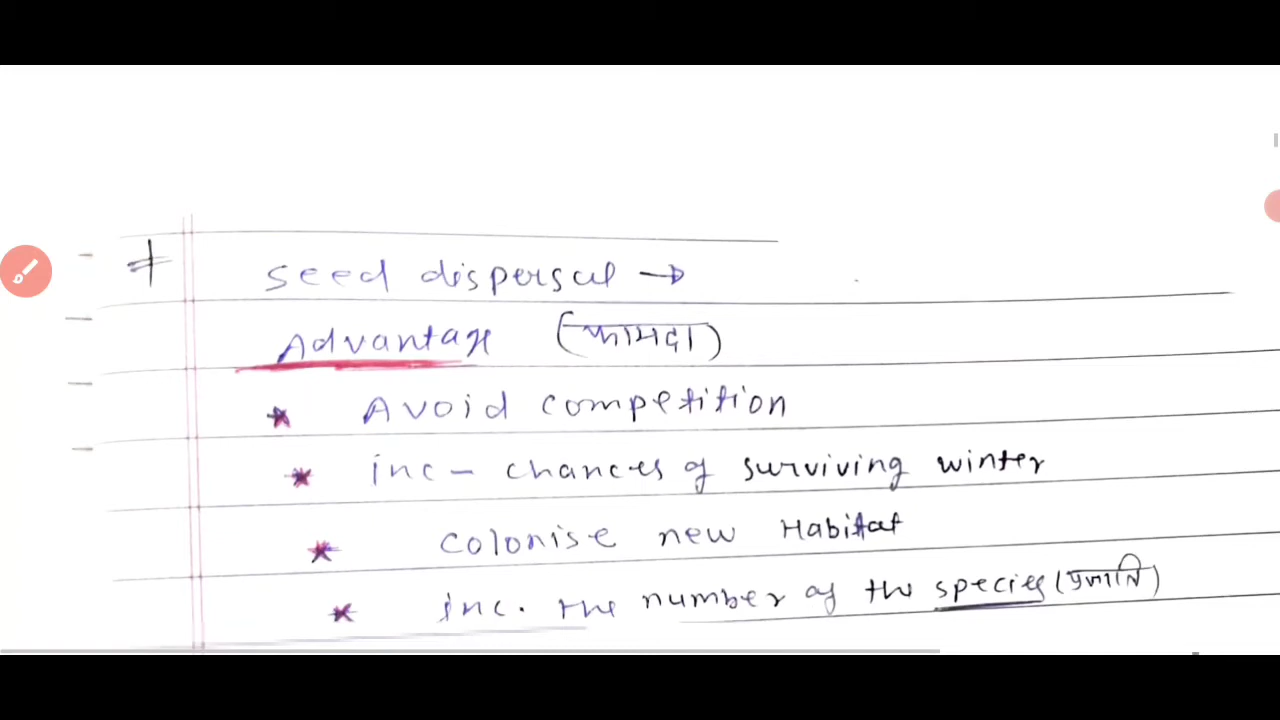 # seed dispersal →
Advantage (फायदा)
* Avoid competition
* inc - chances of surviving winter
* colonise new Habitat
* inc. the number of the species (प्रजाति)